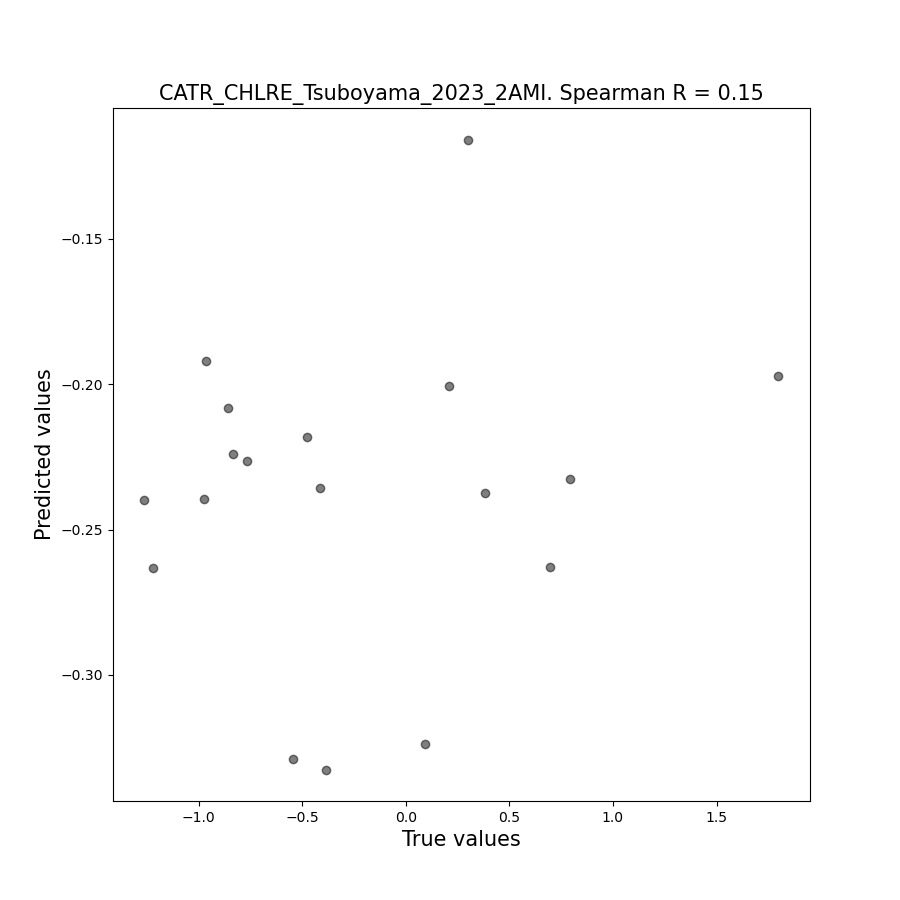 CATR_CHLRE_Tsuboyama_2023_2AMI. Spearman R = 0.15
Predicted values
−0.15
−0.20
−0.25
−0.30
−1.0 −0.5 0.0 0.5 1.0 1.5
True values